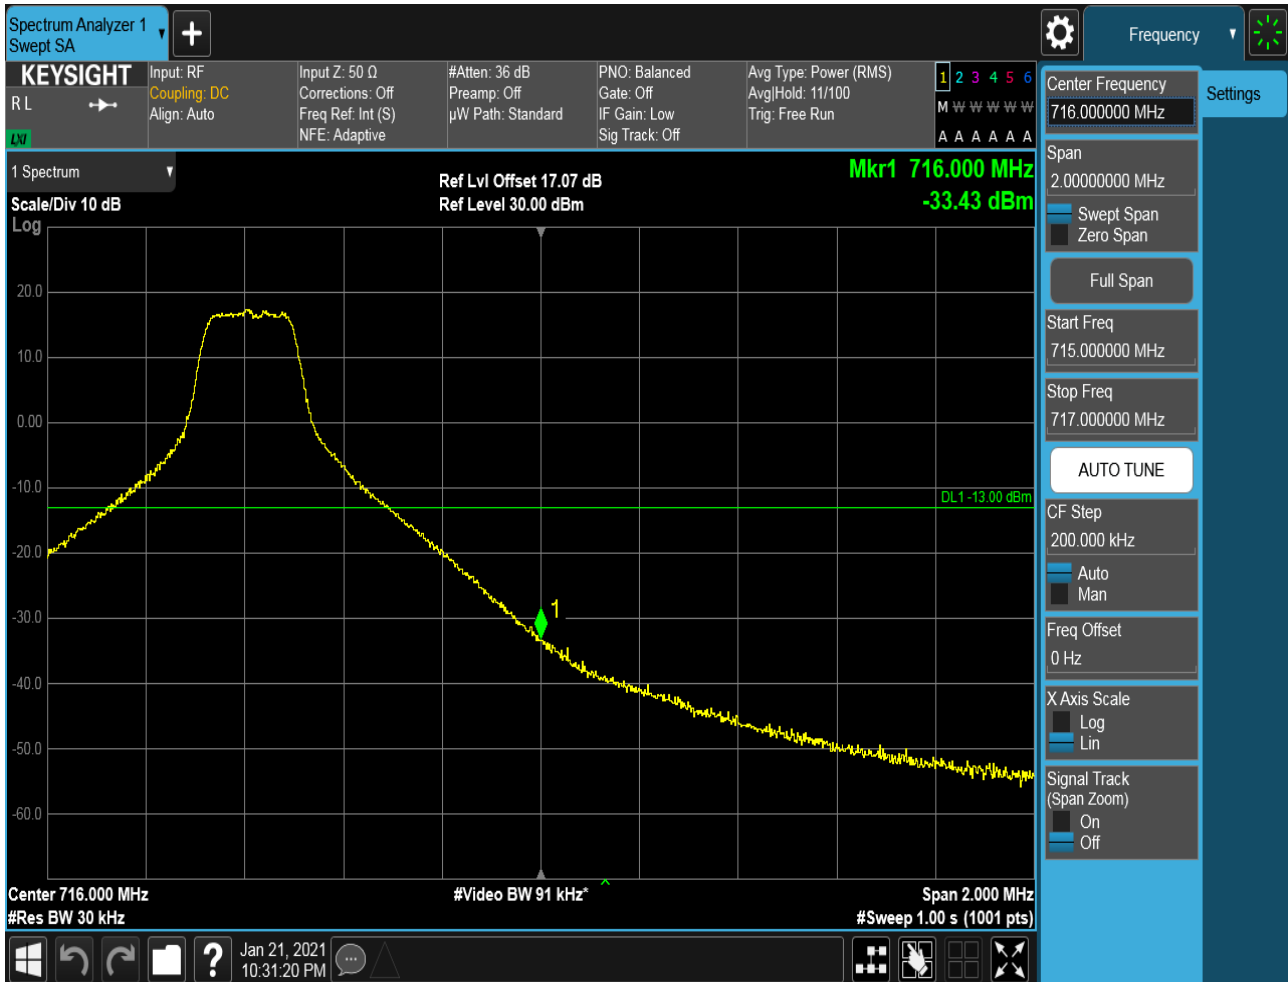 Spectrum Analyzer 1
Swept SA
Frequency
KEYSIGHT
R L
LXI
Input: RF
Coupling: DC
Align: Auto
Input Z: 50 Ω
Corrections: Off
Freq Ref: Int (S)
NFE: Adaptive
#Atten: 36 dB
Preamp: Off
µW Path: Standard
PNO: Balanced
Gate: Off
IF Gain: Low
Sig Track: Off
Avg Type: Power (RMS)
Avg|Hold: 11/100
Trig: Free Run
1 2 3 4 5 6
M W W W W W
A A A A A A
1 Spectrum
Scale/Div 10 dB
Log
Ref Lvl Offset 17.07 dB
Ref Level 30.00 dBm
Mkr1 716.000 MHz
-33.43 dBm
20.0
10.0
0.00
-10.0
DL1 -13.00 dBm
-20.0
-30.0
1
-40.0
-50.0
-60.0
Center 716.000 MHz
#Video BW 91 kHz*
Span 2.000 MHz
#Res BW 30 kHz
#Sweep 1.00 s (1001 pts)
Jan 21, 2021
10:31:20 PM
Center Frequency
716.000000 MHz
Settings
Span
2.00000000 MHz
Swept Span
Zero Span
Full Span
Start Freq
715.000000 MHz
Stop Freq
717.000000 MHz
AUTO TUNE
CF Step
200.000 kHz
Auto
Man
Freq Offset
0 Hz
X Axis Scale
Log
Lin
Signal Track
(Span Zoom)
On
Off